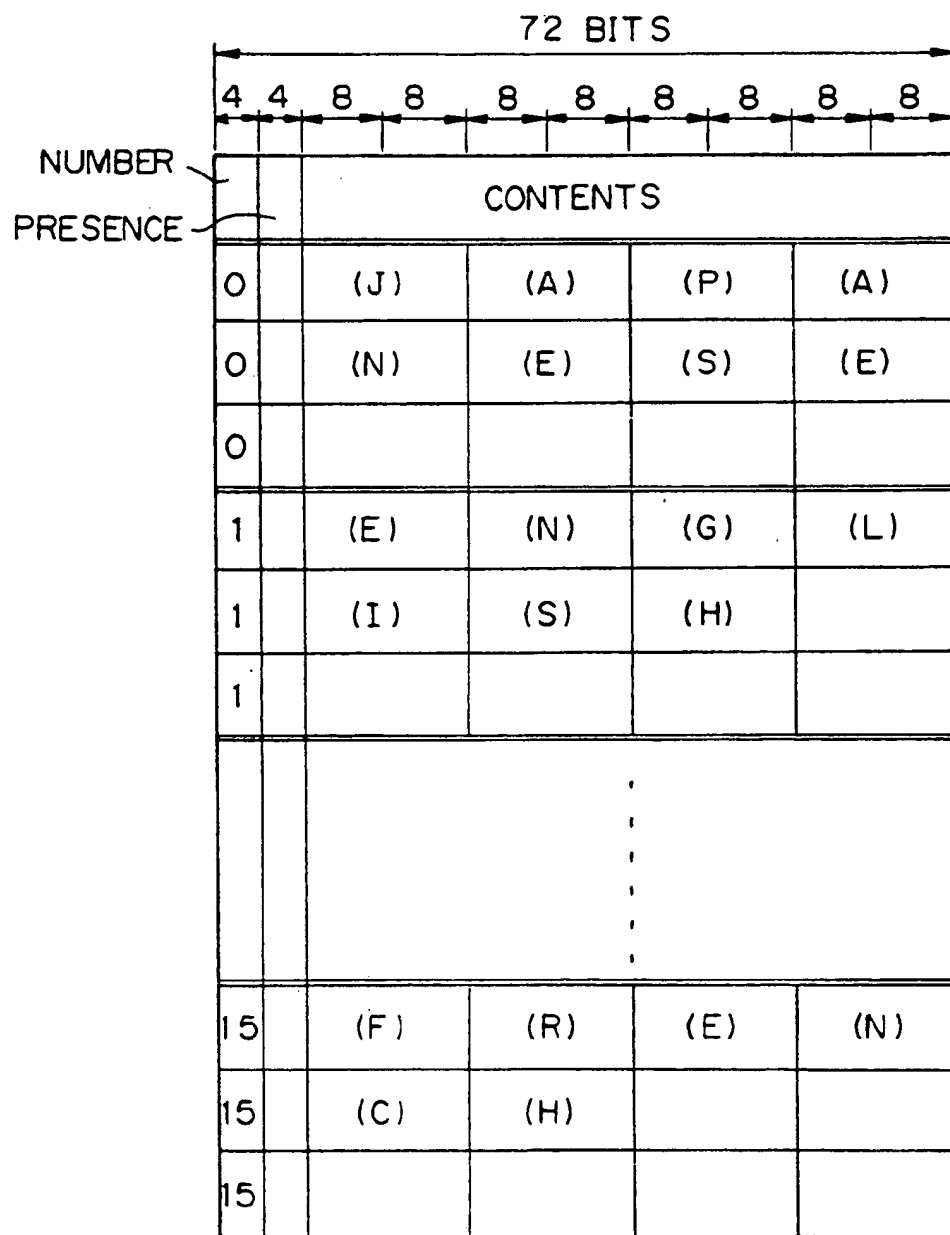 72 BITS
4 4 8 8 8 8 8 8 8 8
NUMBER
PRESENCE
CONTENTS
0 (J) (A) (P) (A)
0 (N) (E) (S) (E)
0
1 (E) (N) (G) (L)
1 (I) (S) (H)
1
15 (F) (R) (E) (N)
15 (C) (H)
15